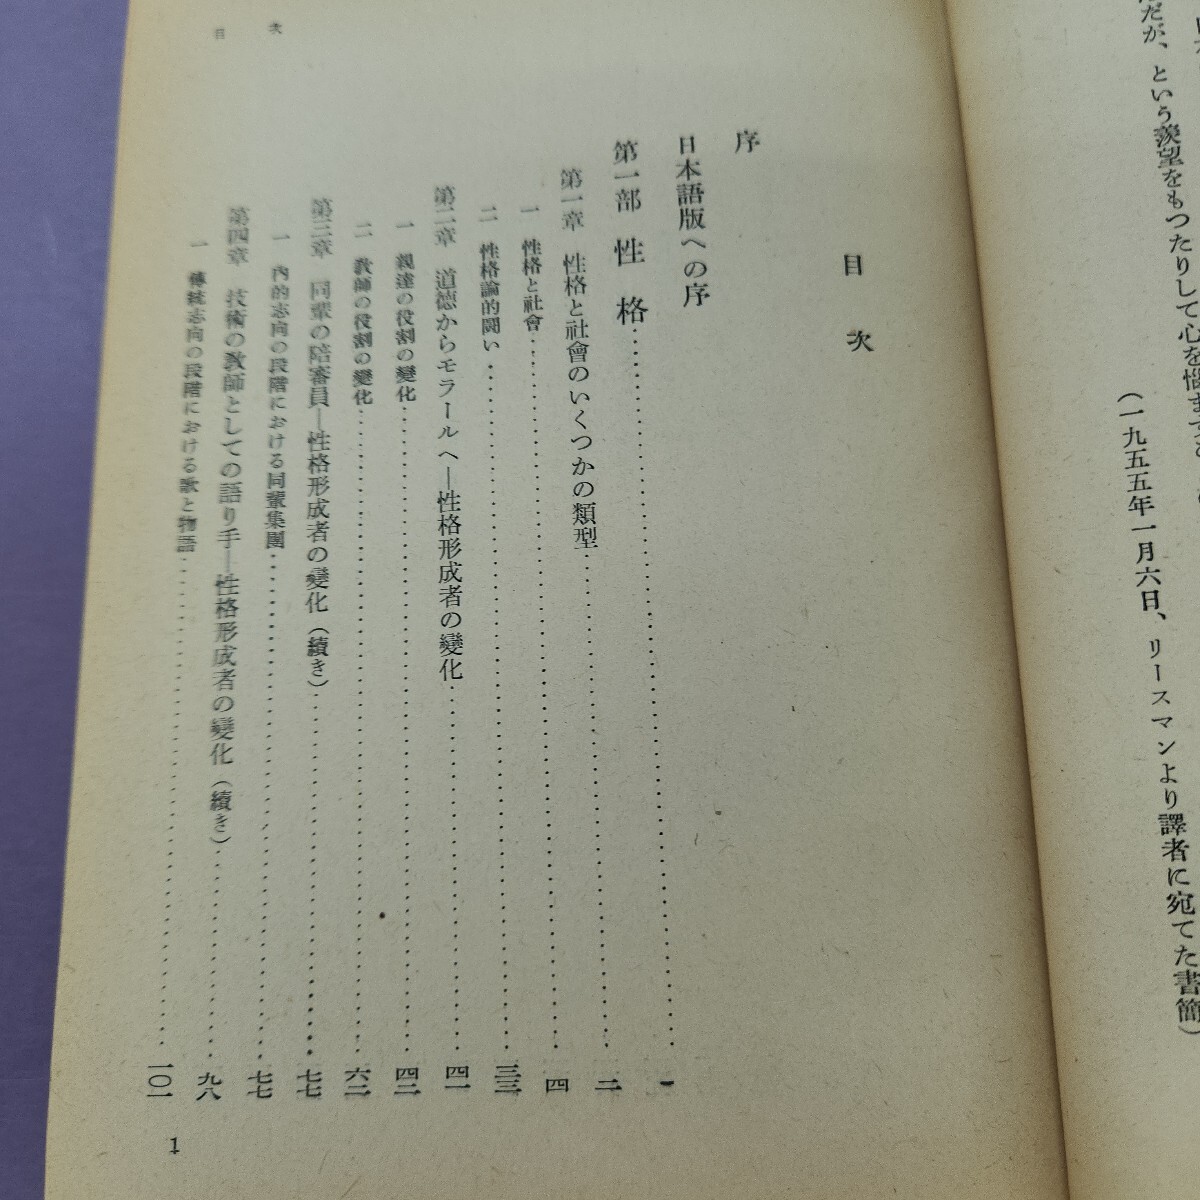 だが、という羨望をもつたりして心を惱ま
（一九五五年一月六日、リースマンより譯者に宛てた書簡）
目次
目次
序
日本語版への序
第一部 性格……一
第一章 性格と社會のいくつかの類型……二
一 性格と社會……四
二 性格論的鬪い……三三
第二章 道德からモラールへ—性格形成者の變化……四一
一 親達の役割の變化……四二
二 教師の役割の變化……六二
第三章 同輩の陪審員—性格形成者の變化（續き）……七七
一 內的志向の段階における同輩集團……七七
第四章 技術の教師としての語り手—性格形成者の變化（續き）……九八
一 傳統志向の段階における歌と物語……一〇一
1